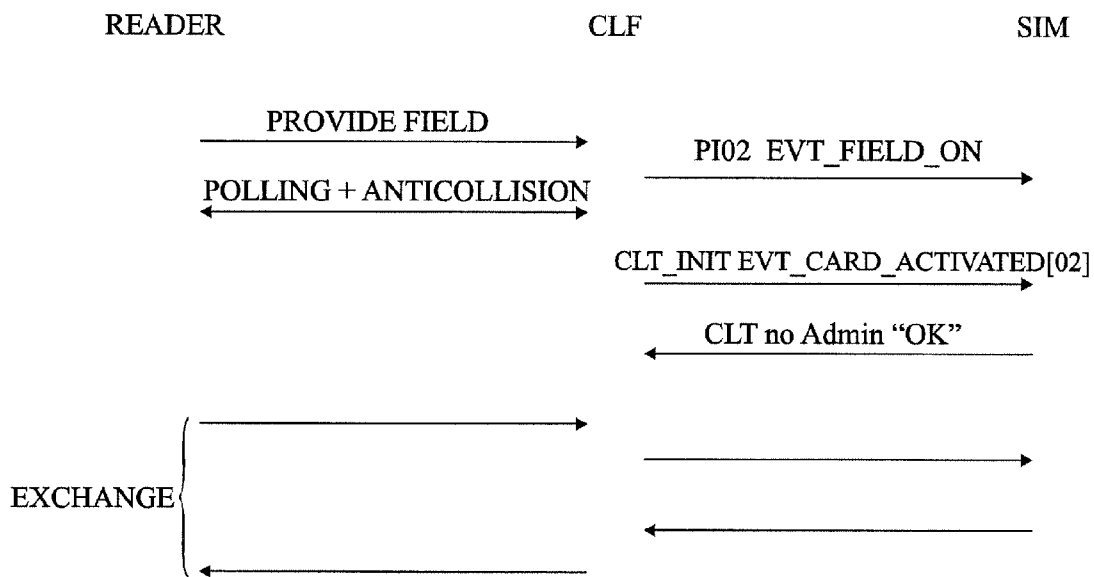 READER CLF SIM
PROVIDE FIELD
PI02 EVT_FIELD_ON
POLLING + ANTICOLLISION
CLT_INIT EVT_CARD_ACTIVATED[02]
CLT no Admin “OK”
EXCHANGE